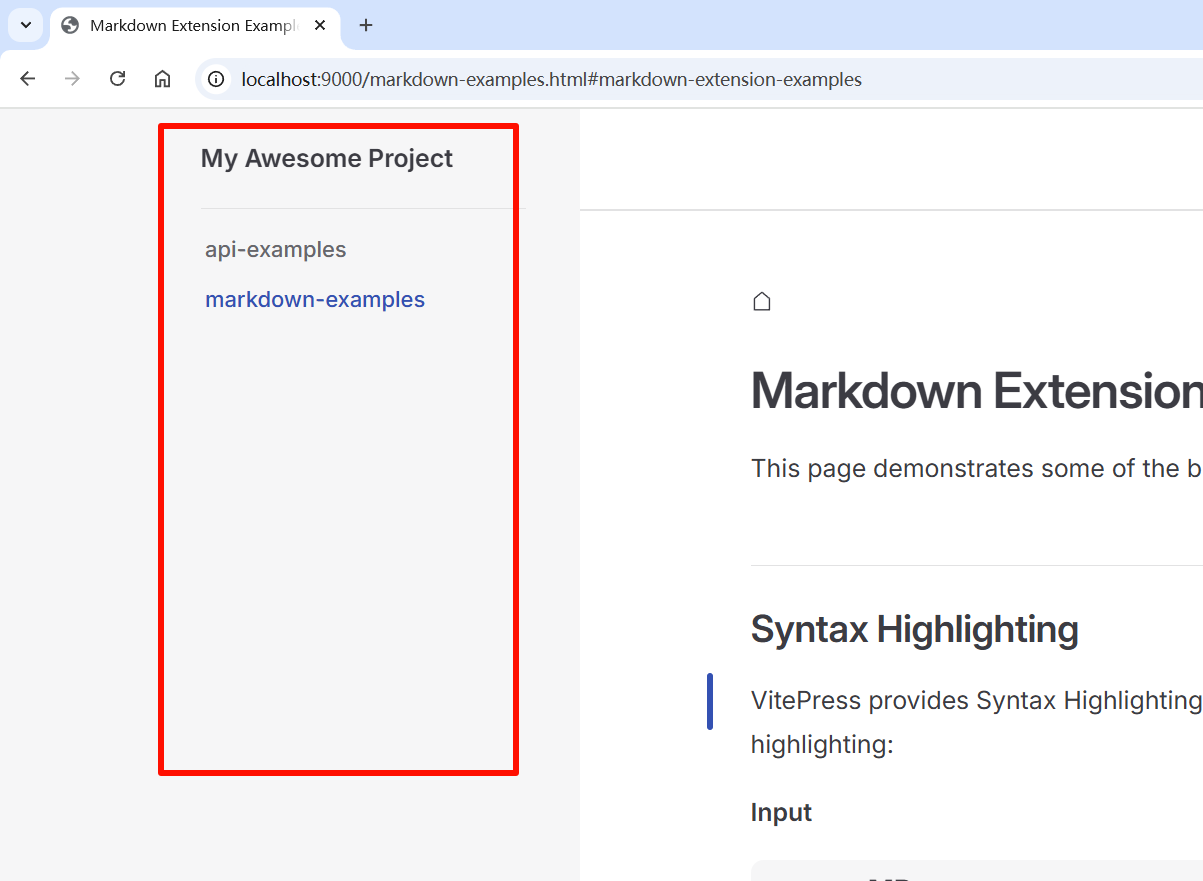 Markdown Extension Exampl
localhost:9000/markdown-examples.html#markdown-extension-examples
My Awesome Project
api-examples
markdown-examples
Markdown Extension
This page demonstrates some of the b
Syntax Highlighting
VitePress provides Syntax Highlighting
highlighting:
Input